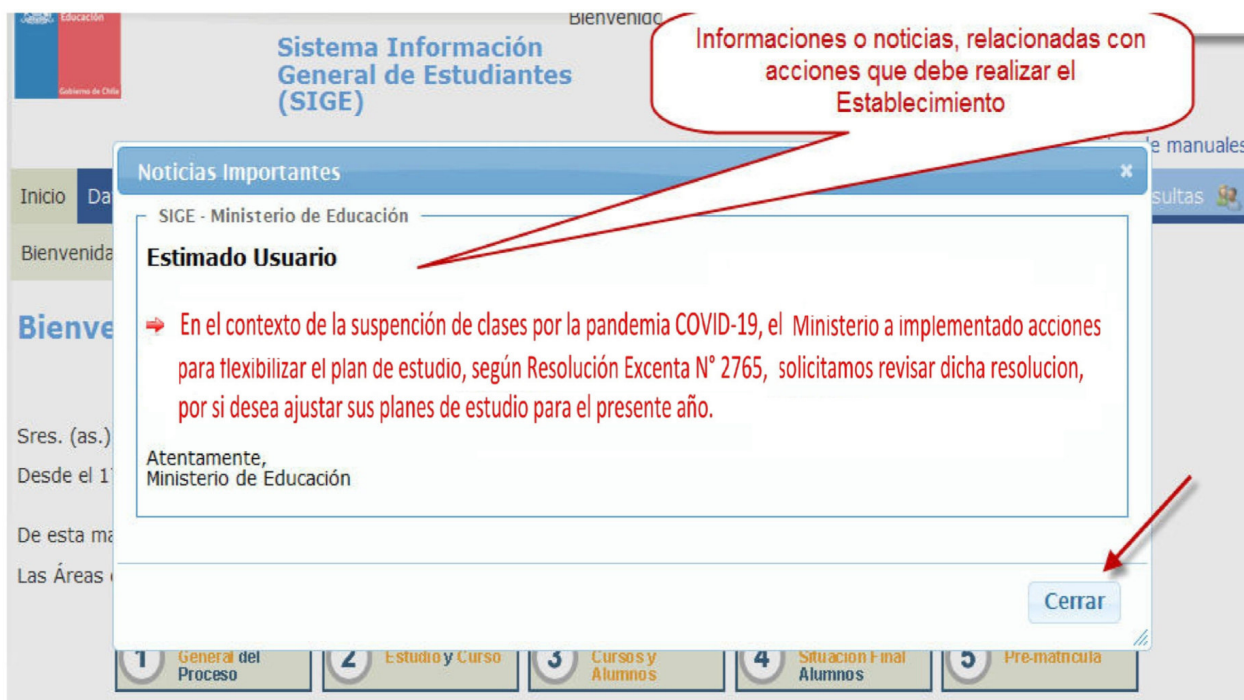 Educación
Gobierno de Chile
Bienvenido
Sistema Información
General de Estudiantes
(SIGE)
Informaciones o noticias, relacionadas con
acciones que debe realizar el
Establecimiento
de manuales
Noticias Importantes
x
Inicio Da
sultas
SIGE - Ministerio de Educación
Bienvenida
Estimado Usuario
Bienve
En el contexto de la suspención de clases por la pandemia COVID-19, el Ministerio a implementado acciones
para flexibilizar el plan de estudio, según Resolución Excenta N° 2765, solicitamos revisar dicha resolucion,
por si desea ajustar sus planes de estudio para el presente año.
Sres. (as.)
Atentamente,
Desde el 1
Ministerio de Educación
De esta ma
Las Áreas
Cerrar
1 General del
Proceso
2 Estudio y Curso
3 Cursos y
Alumnos
4 Situación Final
Alumnos
5 Pre-matricula